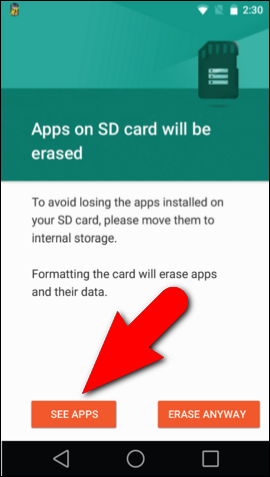 2:30
Apps on SD card will be
erased
To avoid losing the apps installed on
your SD card, please move them to
internal storage.
Formatting the card will erase apps
and their data.
SEE APPS
ERASE ANYWAY